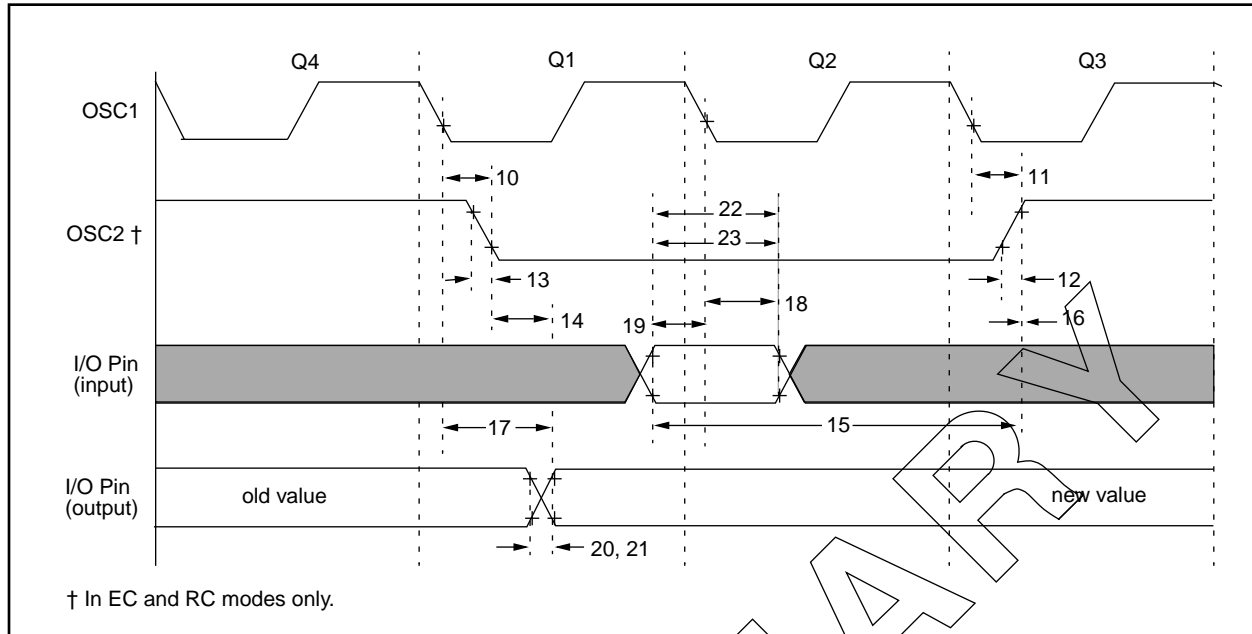 Q4 Q1 Q2 Q3
OSC1
10 11
22
OSC2 †
23
13 12
18
14 19 16
I/O Pin
(input)
17 15
I/O Pin
(output)
old value new value
20, 21
† In EC and RC modes only.
A R Y